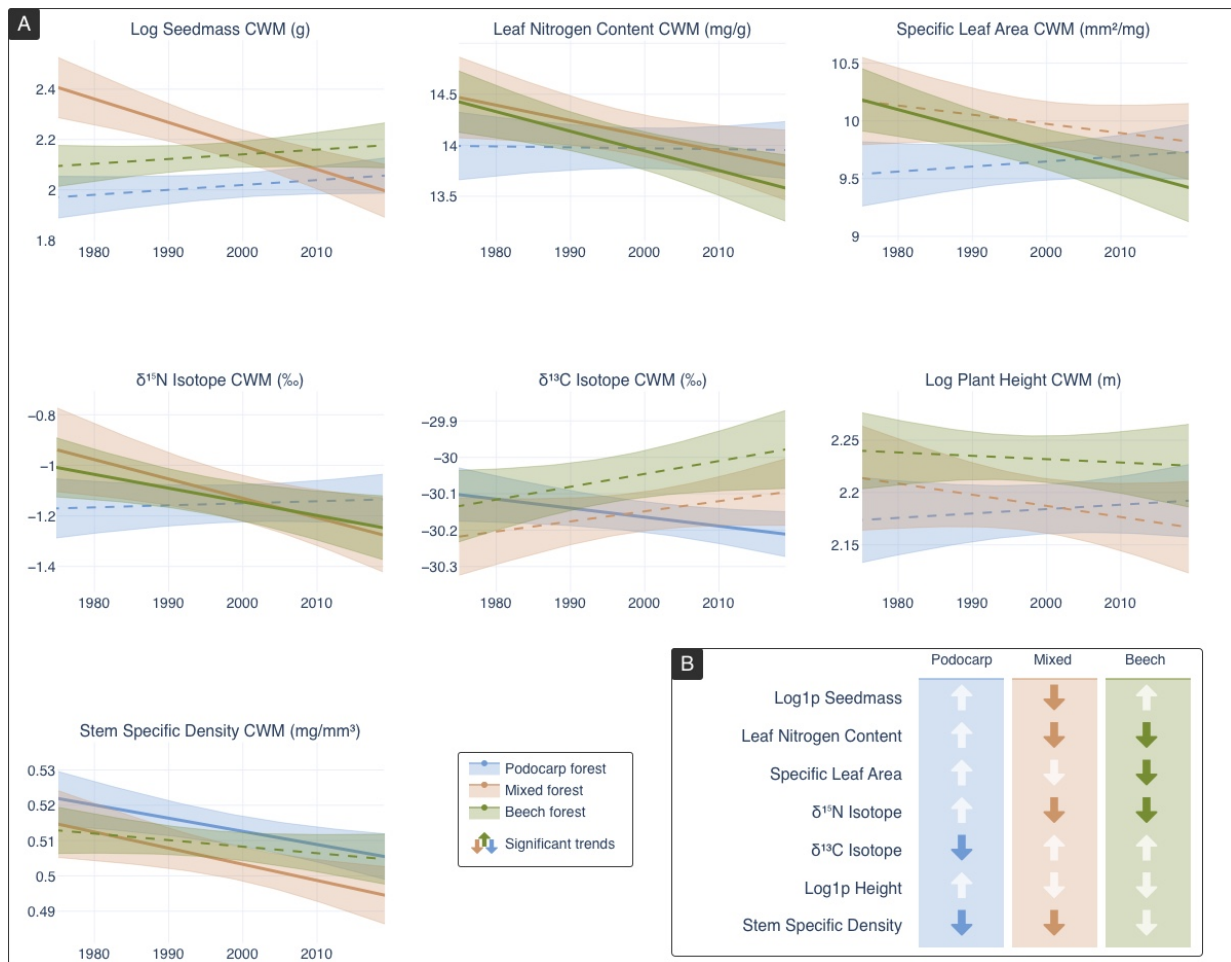 A
Log Seedmass CWM (g)
2.4
2.2
2
1.8
1980 1990 2000 2010
Leaf Nitrogen Content CWM (mg/g)
14.5
14
13.5
1980 1990 2000 2010
Specific Leaf Area CWM (mm²/mg)
10.5
10
9.5
9
1980 1990 2000 2010
δ¹⁵N Isotope CWM (‰)
−0.8
−1
−1.2
−1.4
1980 1990 2000 2010
δ¹³C Isotope CWM (‰)
−29.9
−30
−30.1
−30.2
−30.3
1980 1990 2000 2010
Log Plant Height CWM (m)
2.25
2.2
2.15
1980 1990 2000 2010
Stem Specific Density CWM (mg/mm³)
0.53
0.52
0.51
0.5
0.49
1980 1990 2000 2010
Podocarp forest
Mixed forest
Beech forest
Significant trends
B
Podocarp Mixed Beech
Log1p Seedmass
Leaf Nitrogen Content
Specific Leaf Area
δ¹⁵N Isotope
δ¹³C Isotope
Log1p Height
Stem Specific Density